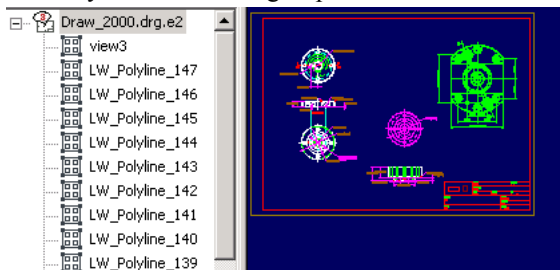 Draw_2000.drg.e2
view3
LW_Polyline_147
LW_Polyline_146
LW_Polyline_145
LW_Polyline_144
LW_Polyline_143
LW_Polyline_142
LW_Polyline_141
LW_Polyline_140
LW_Polyline_139